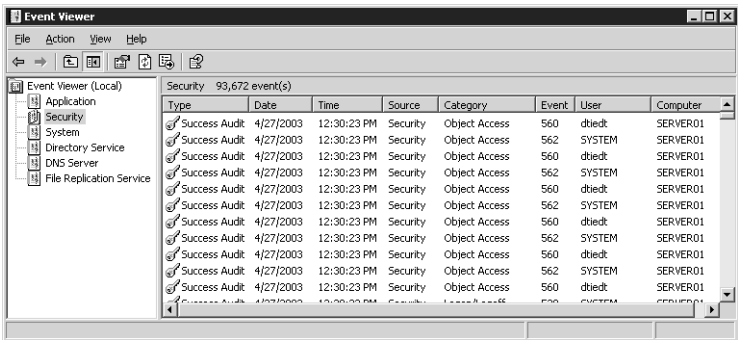 Event Viewer
File Action View Help
Event Viewer (Local)
Application
Security
System
Directory Service
DNS Server
File Replication Service
Security 93,672 event(s)
Type Date Time Source Category Event User Computer
Success Audit 4/27/2003 12:30:23 PM Security Object Access 560 dtiedt SERVER01
Success Audit 4/27/2003 12:30:23 PM Security Object Access 562 SYSTEM SERVER01
Success Audit 4/27/2003 12:30:23 PM Security Object Access 560 dtiedt SERVER01
Success Audit 4/27/2003 12:30:23 PM Security Object Access 562 SYSTEM SERVER01
Success Audit 4/27/2003 12:30:23 PM Security Object Access 560 dtiedt SERVER01
Success Audit 4/27/2003 12:30:23 PM Security Object Access 562 SYSTEM SERVER01
Success Audit 4/27/2003 12:30:23 PM Security Object Access 560 dtiedt SERVER01
Success Audit 4/27/2003 12:30:23 PM Security Object Access 562 SYSTEM SERVER01
Success Audit 4/27/2003 12:30:23 PM Security Object Access 560 dtiedt SERVER01
Success Audit 4/27/2003 12:30:23 PM Security Object Access 562 SYSTEM SERVER01
Success Audit 4/27/2003 12:30:23 PM Security Object Access 560 dtiedt SERVER01